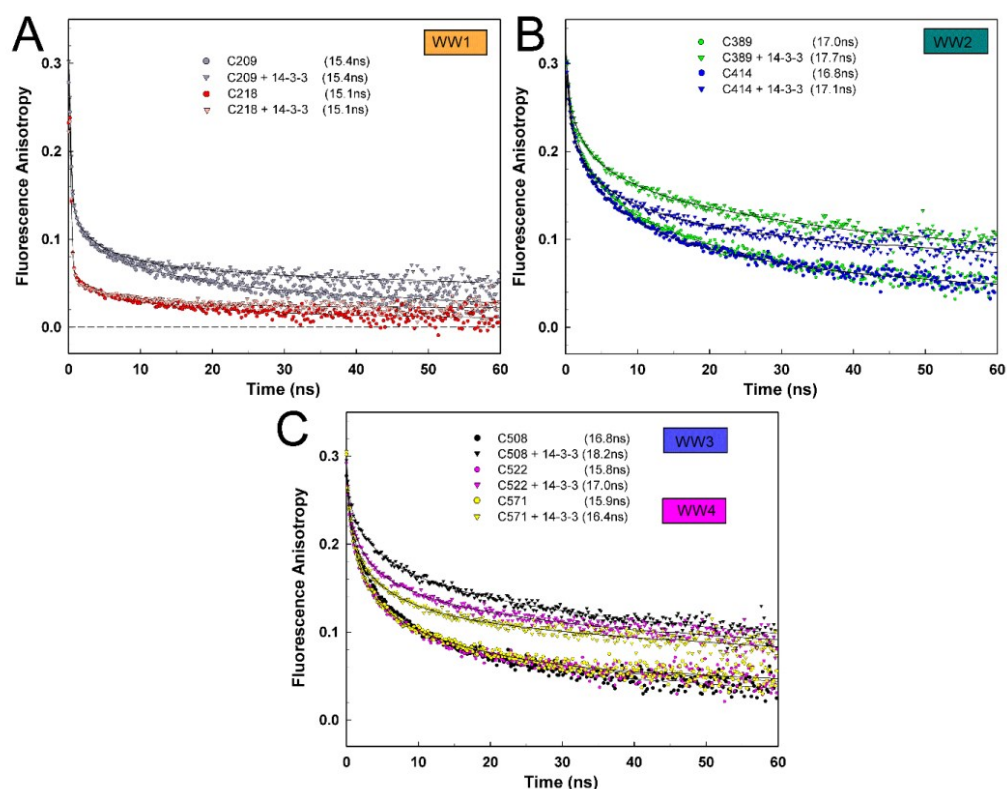 A
WW1
C209 (15.4ns)
C209 + 14-3-3 (15.4ns)
C218 (15.1ns)
C218 + 14-3-3 (15.1ns)
Fluorescence Anisotropy
0.3
0.2
0.1
0.0
0 10 20 30 40 50 60
Time (ns)
B
WW2
C389 (17.0ns)
C389 + 14-3-3 (17.7ns)
C414 (16.8ns)
C414 + 14-3-3 (17.1ns)
Fluorescence Anisotropy
0.3
0.2
0.1
0.0
0 10 20 30 40 50 60
Time (ns)
C
WW3
WW4
C508 (16.8ns)
C508 + 14-3-3 (18.2ns)
C522 (15.8ns)
C522 + 14-3-3 (17.0ns)
C571 (15.9ns)
C571 + 14-3-3 (16.4ns)
Fluorescence Anisotropy
0.3
0.2
0.1
0.0
0 10 20 30 40 50 60
Time (ns)